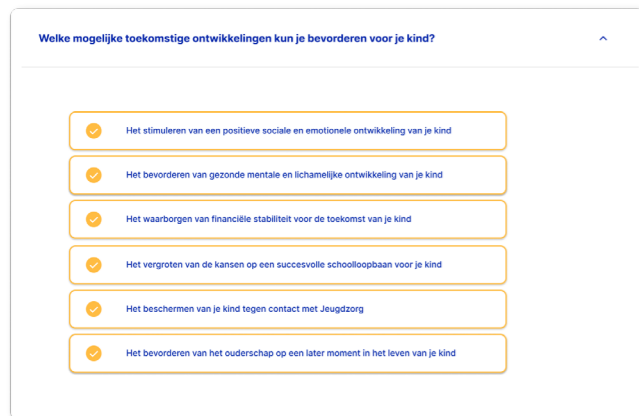 Welke mogelijke toekomstige ontwikkelingen kun je bevorderen voor je kind?
Het stimuleren van een positieve sociale en emotionele ontwikkeling van je kind
Het bevorderen van gezonde mentale en lichamelijke ontwikkeling van je kind
Het waarborgen van financiële stabiliteit voor de toekomst van je kind
Het vergroten van de kansen op een succesvolle schoolloopbaan voor je kind
Het beschermen van je kind tegen contact met Jeugdzorg
Het bevorderen van het ouderschap op een later moment in het leven van je kind